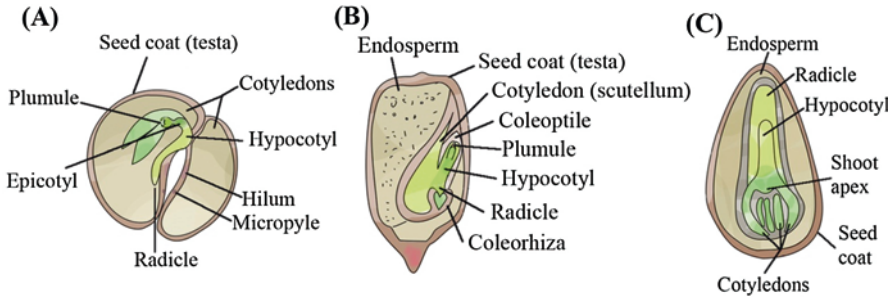 (A)
Seed coat (testa)
Cotyledons
Plumule
Hypocotyl
Epicotyl
Hilum
Micropyle
Radicle
(B)
Endosperm
Seed coat (testa)
Cotyledon (scutellum)
Coleoptile
Plumule
Hypocotyl
Radicle
Coleorhiza
(C)
Endosperm
Radicle
Hypocotyl
Shoot
apex
Seed
coat
Cotyledons